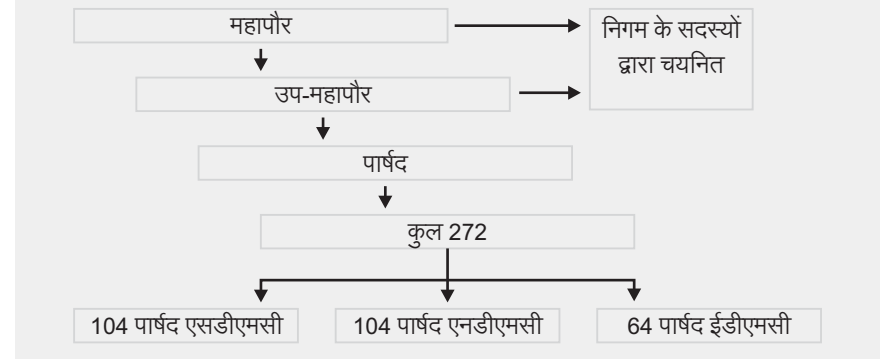 महापौर
निगम के सदस्यों
द्वारा चयनित
उप-महापौर
पार्षद
कुल 272
104 पार्षद एसडीएमसी
104 पार्षद एनडीएमसी
64 पार्षद ईडीएमसी